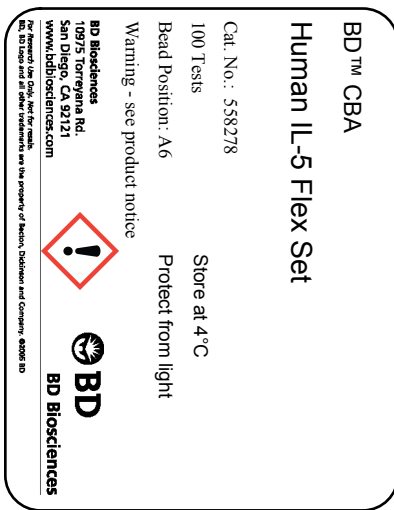 BD™ CBA
Human IL-5 Flex Set
Cat. No.: 558278
100 Tests Store at 4°C
Bead Position: A6 Protect from light
Warning - see product notice
BD Biosciences
10975 Torreyana Rd.
San Diego, CA 92121
www.bdbiosciences.com
BD
BD Biosciences
For Research Use Only. Not for resale.
BD, BD Logo and all other trademarks are the property of Becton, Dickinson and Company. ©2005 BD